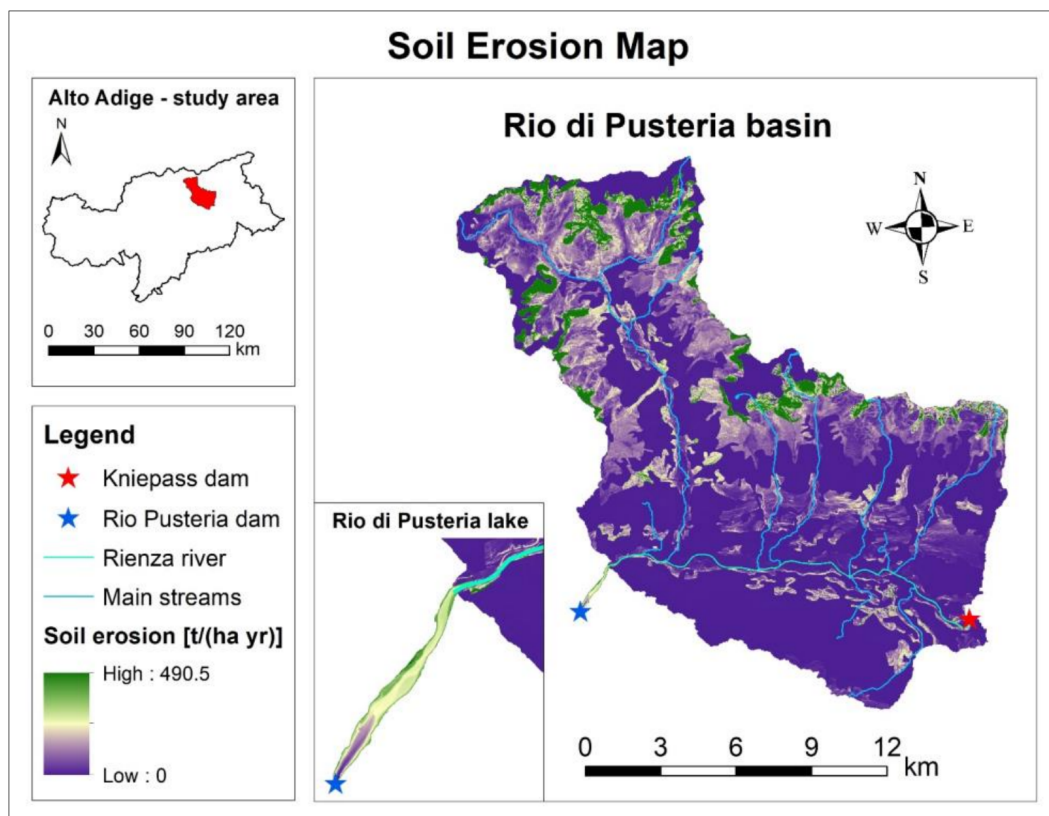 Soil Erosion Map
Alto Adige - study area
N
0 30 60 90 120
km
Legend
Kniepass dam
Rio Pusteria dam
Rienza river
Main streams
Soil erosion [t/(ha yr)]
High : 490.5
Low : 0
Rio di Pusteria basin
N
W E
S
Rio di Pusteria lake
0 3 6 9 12
km